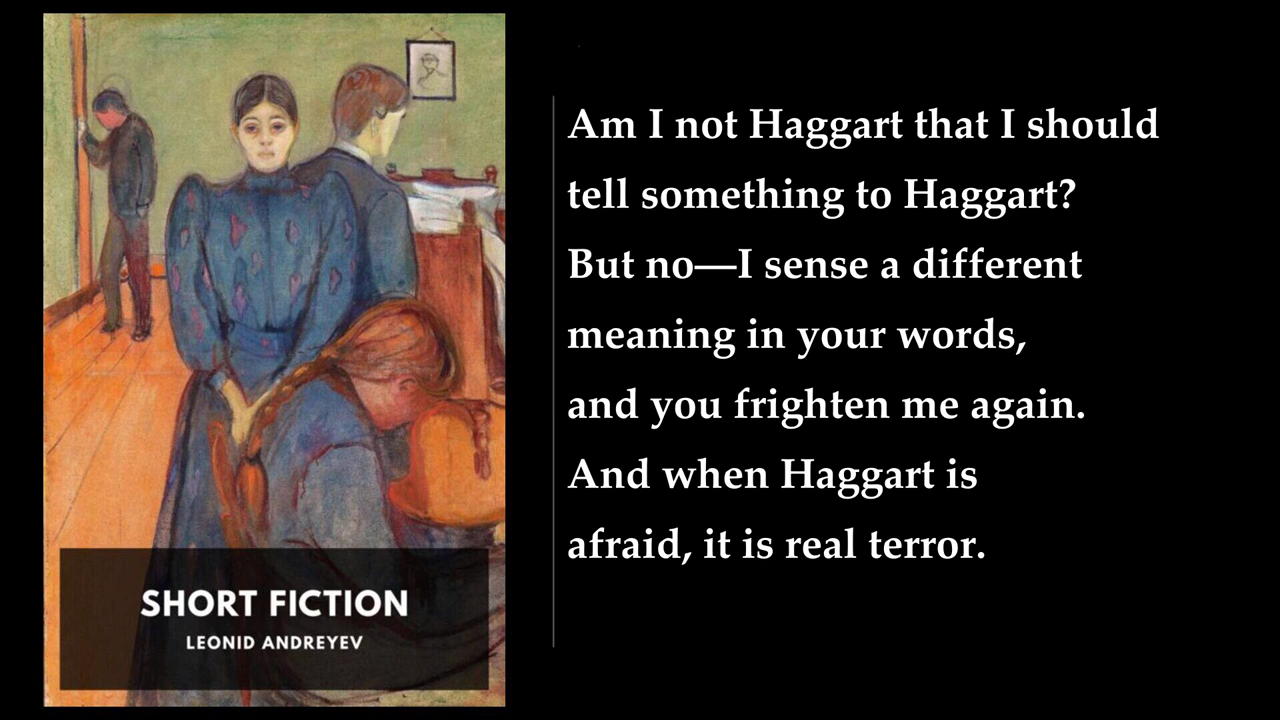 SHORT FICTION
LEONID ANDREYEV
Am I not Haggart that I should
tell something to Haggart?
But no—I sense a different
meaning in your words,
and you frighten me again.
And when Haggart is
afraid, it is real terror.